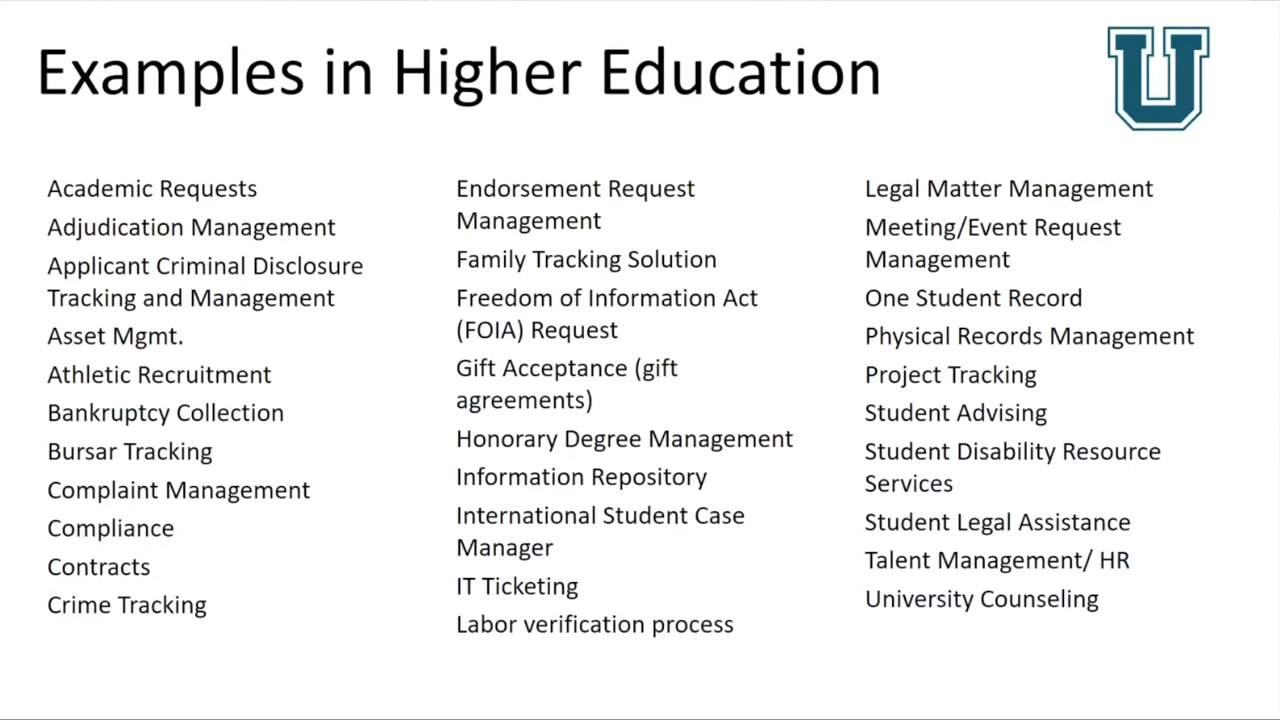 Examples in Higher Education
U
Academic Requests
Adjudication Management
Applicant Criminal Disclosure
Tracking and Management
Asset Mgmt.
Athletic Recruitment
Bankruptcy Collection
Bursar Tracking
Complaint Management
Compliance
Contracts
Crime Tracking
Endorsement Request
Management
Family Tracking Solution
Freedom of Information Act
(FOIA) Request
Gift Acceptance (gift
agreements)
Honorary Degree Management
Information Repository
International Student Case
Manager
IT Ticketing
Labor verification process
Legal Matter Management
Meeting/Event Request
Management
One Student Record
Physical Records Management
Project Tracking
Student Advising
Student Disability Resource
Services
Student Legal Assistance
Talent Management/ HR
University Counseling